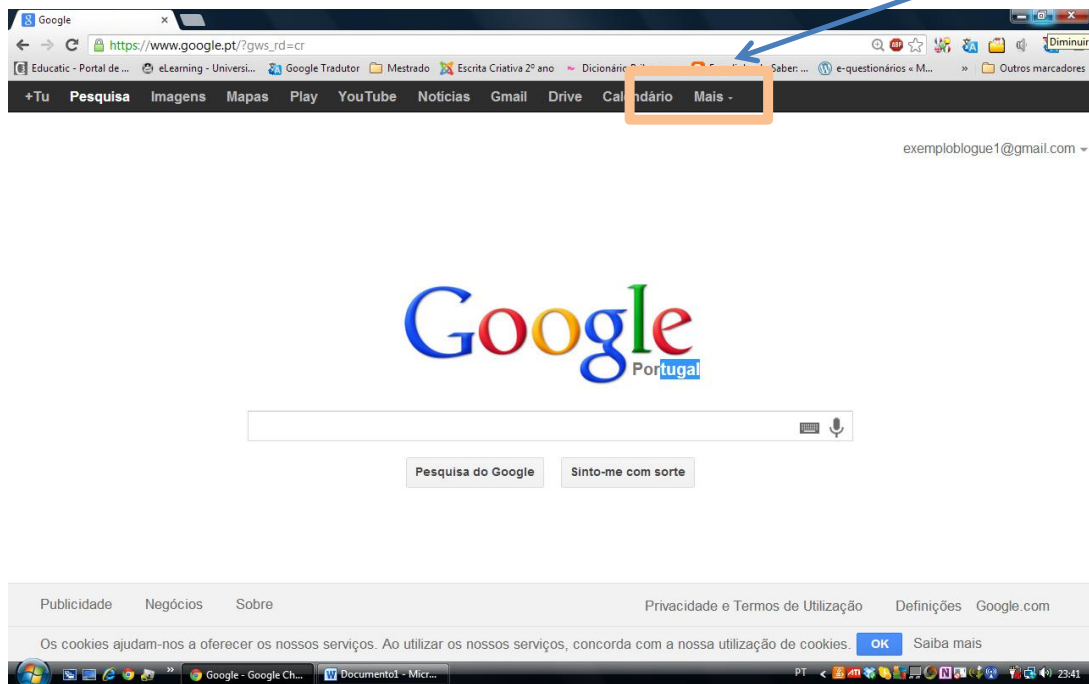 Google
https://www.google.pt/?gws_rd=cr
Diminuir
Educatic - Portal de ... eLearning - Universi... Google Tradutor Mestrado Escrita Criativa 2º ano Dicionário Saber: ... e-questionários « M... » Outros marcadores
+Tu Pesquisa Imagens Mapas Play YouTube Notícias Gmail Drive Calendário Mais
exemploblogue1@gmail.com
Google
Portugal
Pesquisa do Google Sinto-me com sorte
Publicidade Negócios Sobre Privacidade e Termos de Utilização Definições Google.com
Os cookies ajudam-nos a oferecer os nossos serviços. Ao utilizar os nossos serviços, concorda com a nossa utilização de cookies. OK Saiba mais
Google - Google Ch... Documento1 - Micr... PT 23:41